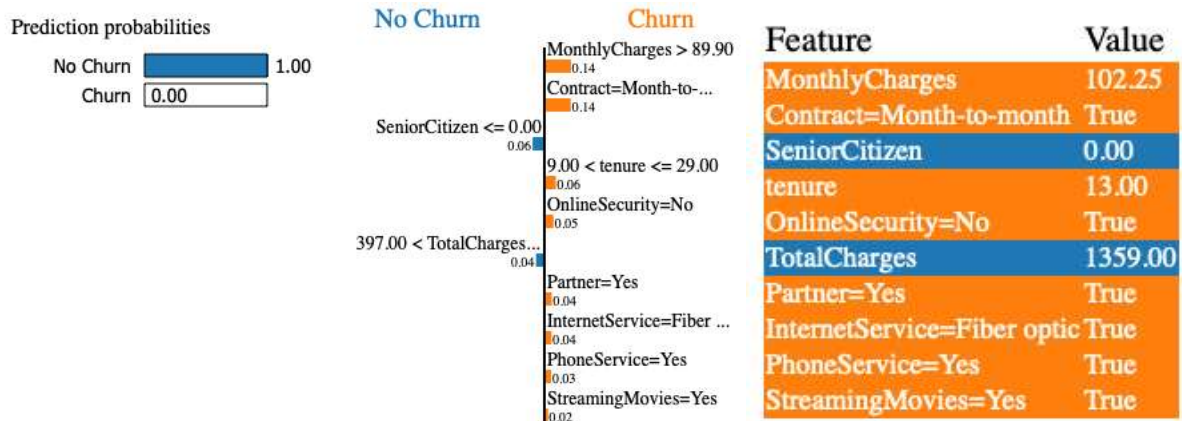 Prediction probabilities
No Churn 1.00
Churn 0.00
No Churn Churn
MonthlyCharges > 89.90
0.14
Contract=Month-to-...
0.14
SeniorCitizen <= 0.00
0.06
9.00 < tenure <= 29.00
0.06
OnlineSecurity=No
0.05
397.00 < TotalCharges...
0.04
Partner=Yes
0.04
InternetService=Fiber ...
0.04
PhoneService=Yes
0.03
StreamingMovies=Yes
0.02
Feature Value
MonthlyCharges 102.25
Contract=Month-to-month True
SeniorCitizen 0.00
tenure 13.00
OnlineSecurity=No True
TotalCharges 1359.00
Partner=Yes True
InternetService=Fiber optic True
PhoneService=Yes True
StreamingMovies=Yes True